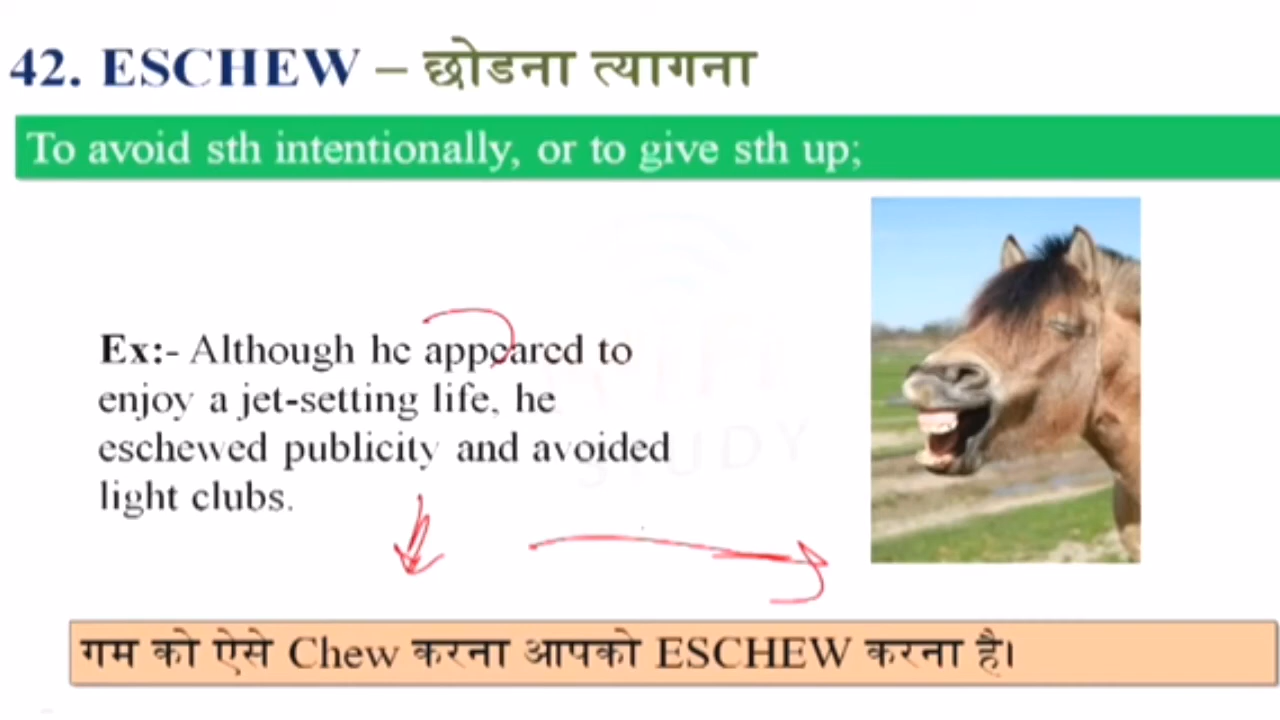 42. ESCHEW – छोडना त्यागना
To avoid sth intentionally, or to give sth up;
Ex:- Although he appeared to
enjoy a jet-setting life, he
eschewed publicity and avoided
light clubs.
STUDY
गम को ऐसे Chew करना आपको ESCHEW करना है।